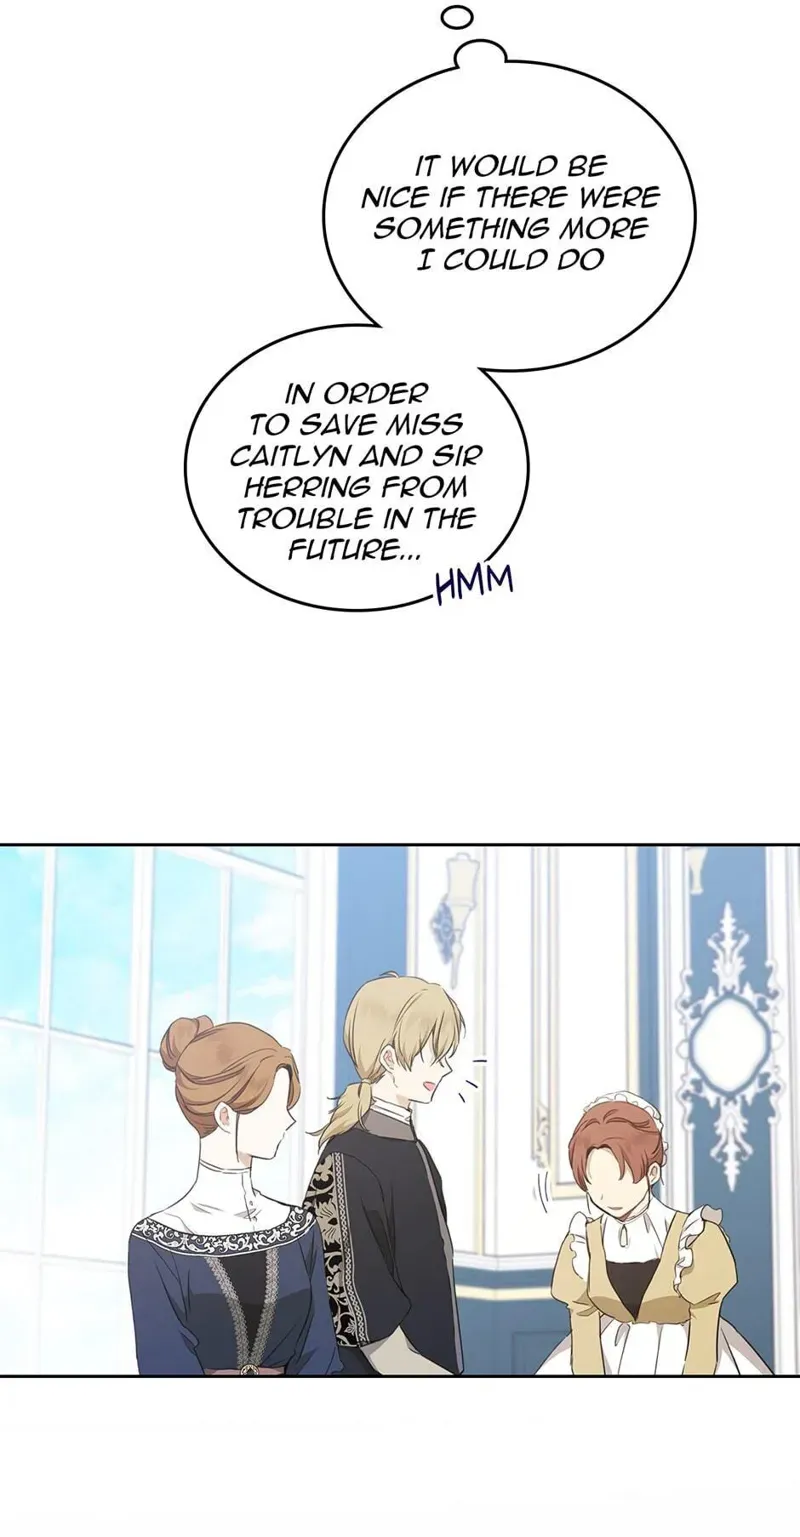 IT WOULD BE
NICE IF THERE WERE
SOMETHING MORE
I COULD DO
IN ORDER
TO SAVE MISS
CAITLYN AND SIR
HERRING FROM
TROUBLE IN THE
FUTURE...
HMM